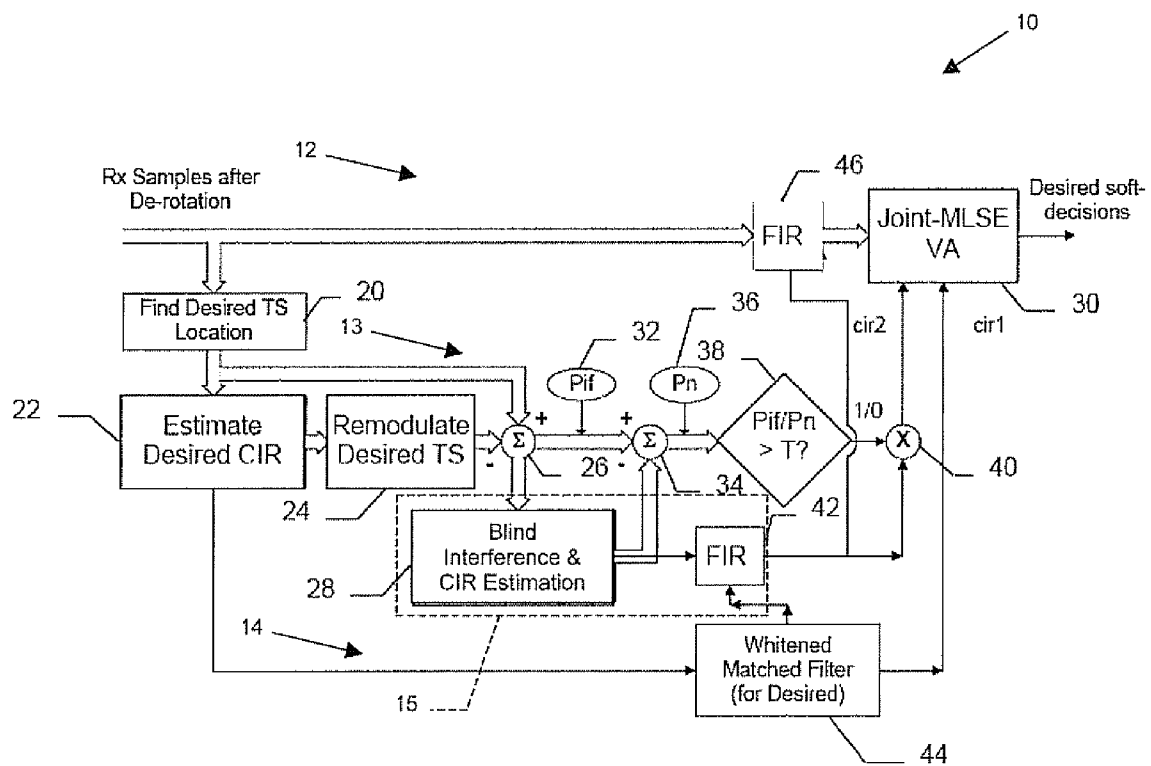 10
12
Rx Samples after
De-rotation
46
FIR
Joint-MLSE
VA
Desired soft-
decisions
30
Find Desired TS
Location
20
13
32
Pif
36
Pn
38
cir2
cir1
22
Estimate
Desired CIR
Remodulate
Desired TS
24
+
-
Σ
26
+
-
Σ
34
Pif/Pn
> T?
1/0
X
40
Blind
Interference &
CIR Estimation
28
FIR
42
14
15
Whitened
Matched Filter
(for Desired)
44